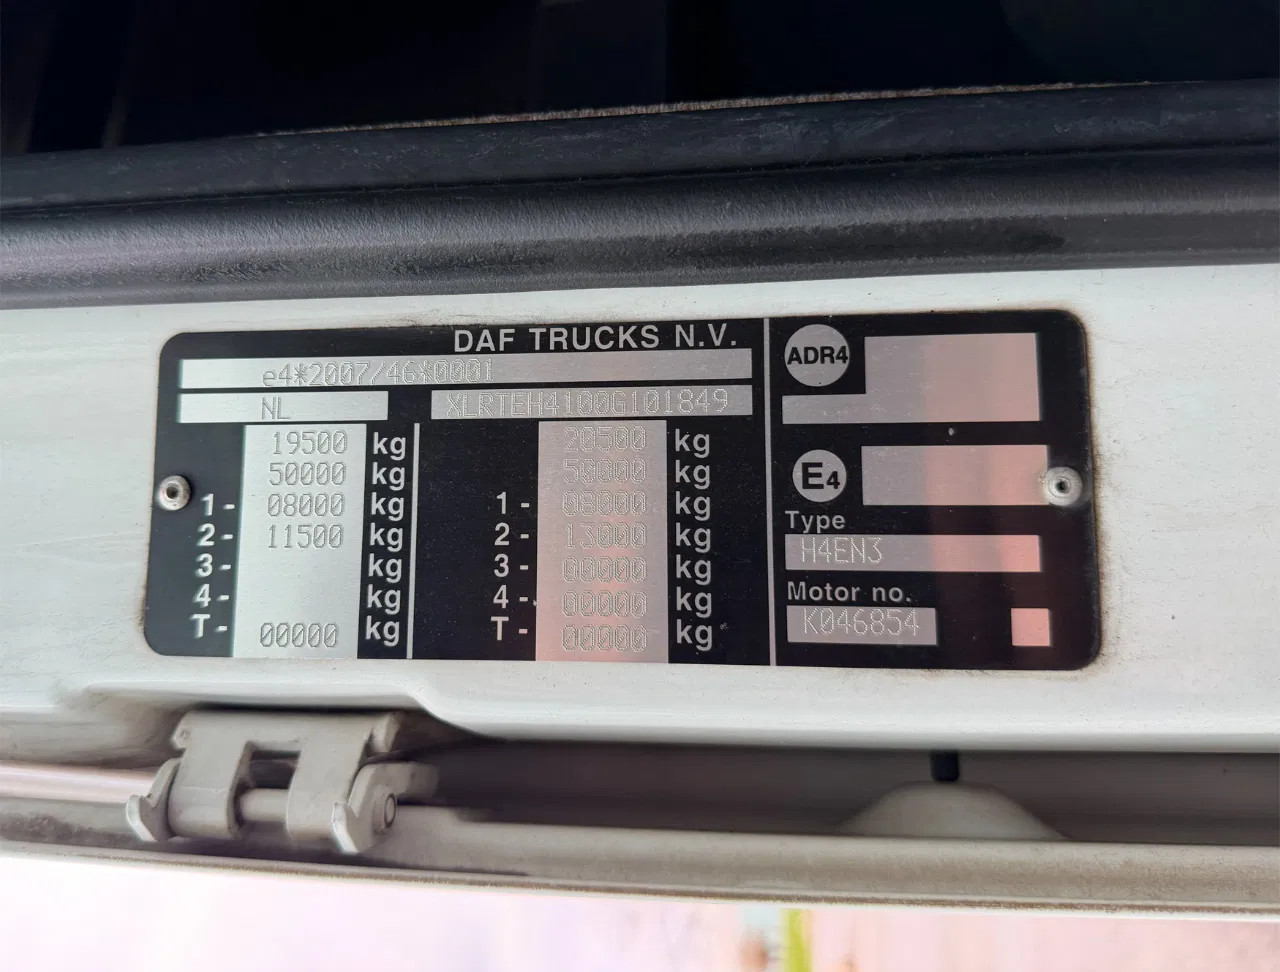 DAF TRUCKS N.V.
e4*2007/46*0001
NL XLRTEH4100G101849
19500 kg 20500 kg
50000 kg 50000 kg
1- 08000 kg 1- 08000 kg
2- 11500 kg 2- 13000 kg
3- kg 3- 00000 kg
4- kg 4- 00000 kg
T- 00000 kg T- 00000 kg
ADR4
E4
Type
H4EN3
Motor no.
K046854